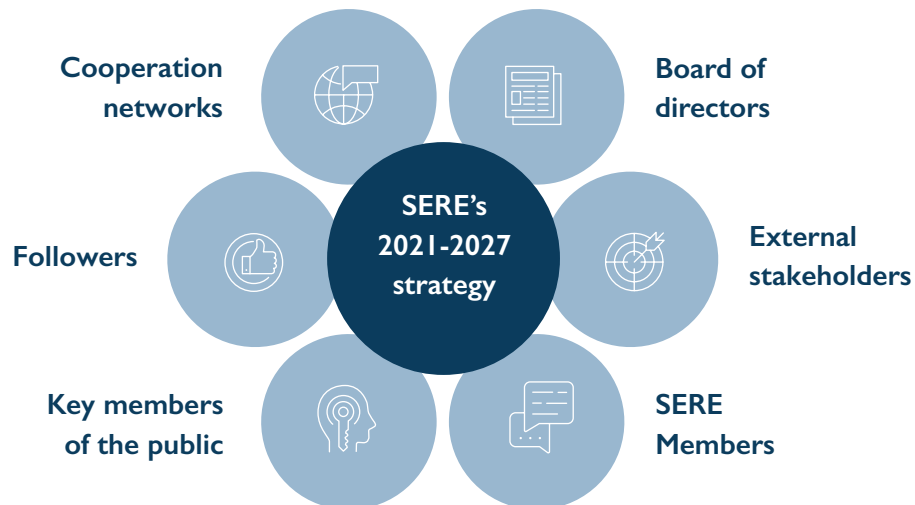 Cooperation
networks
Board of
directors
SERE’s
2021-2027
strategy
Followers
External
stakeholders
Key members
of the public
SERE
Members